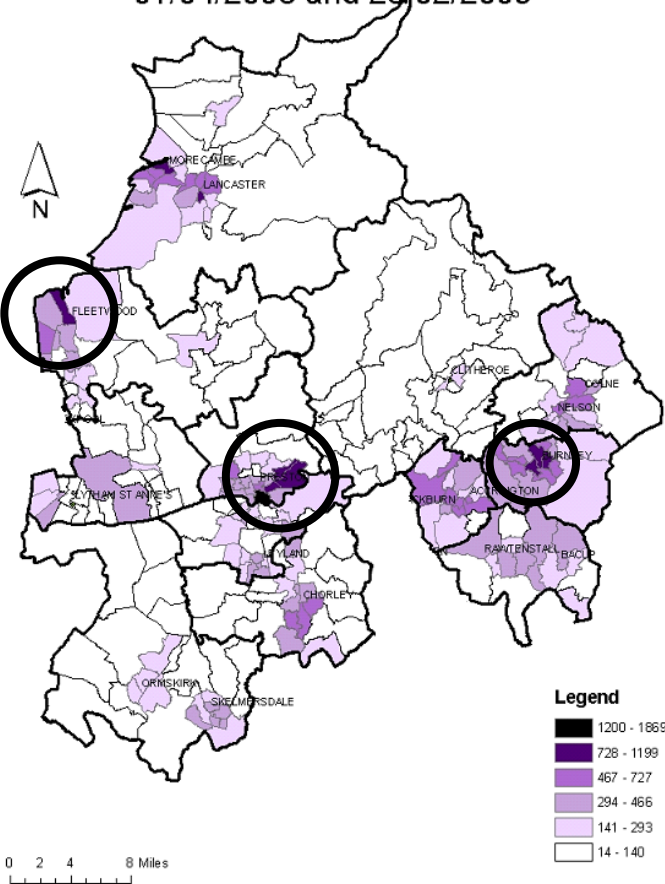 MORECAMBE
LANCASTER
N
FLEETWOOD
CLITHEROE
COLNE
NELSON
BURNLEY
ACCRINGTON
LYTHAM ST ANNE'S
RAWTENSTALL
BACUP
LEYLAND
CHORLEY
ORMSKIRK
SKELMERSDALE
Legend
1200 - 1869
728 - 1199
467 - 727
294 - 466
141 - 293
14 - 140
0 2 4 8 Miles